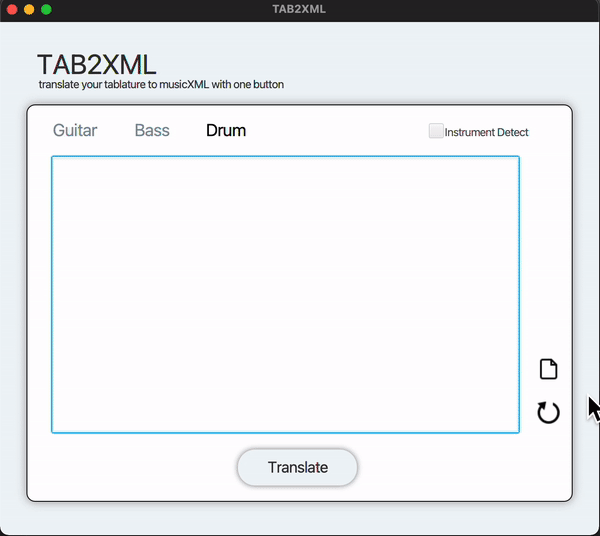 TAB2XML
TAB2XML
translate your tablature to musicXML with one button
Guitar Bass Drum Instrument Detect
Translate